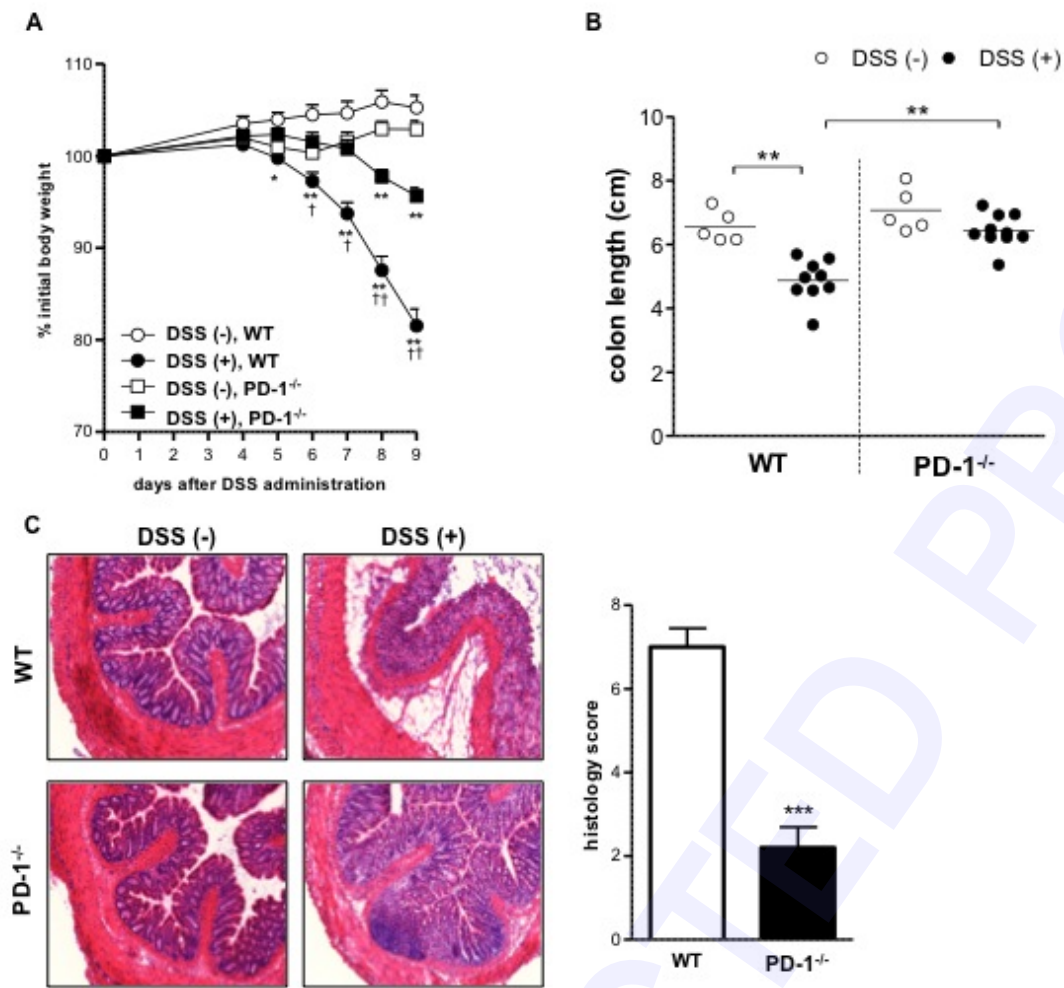 A
110
100
90
80
70
% initial body weight
*
**
†
**
†
**
††
**
††
**
**
DSS (-), WT
DSS (+), WT
DSS (-), PD-1-/-
DSS (+), PD-1-/-
0 1 2 3 4 5 6 7 8 9
days after DSS administration
B
DSS (-) DSS (+)
10
8
6
4
2
0
colon length (cm)
**
**
WT PD-1-/-
C
DSS (-) DSS (+)
WT
PD-1-/-
8
6
4
2
0
histology score
***
WT PD-1-/-